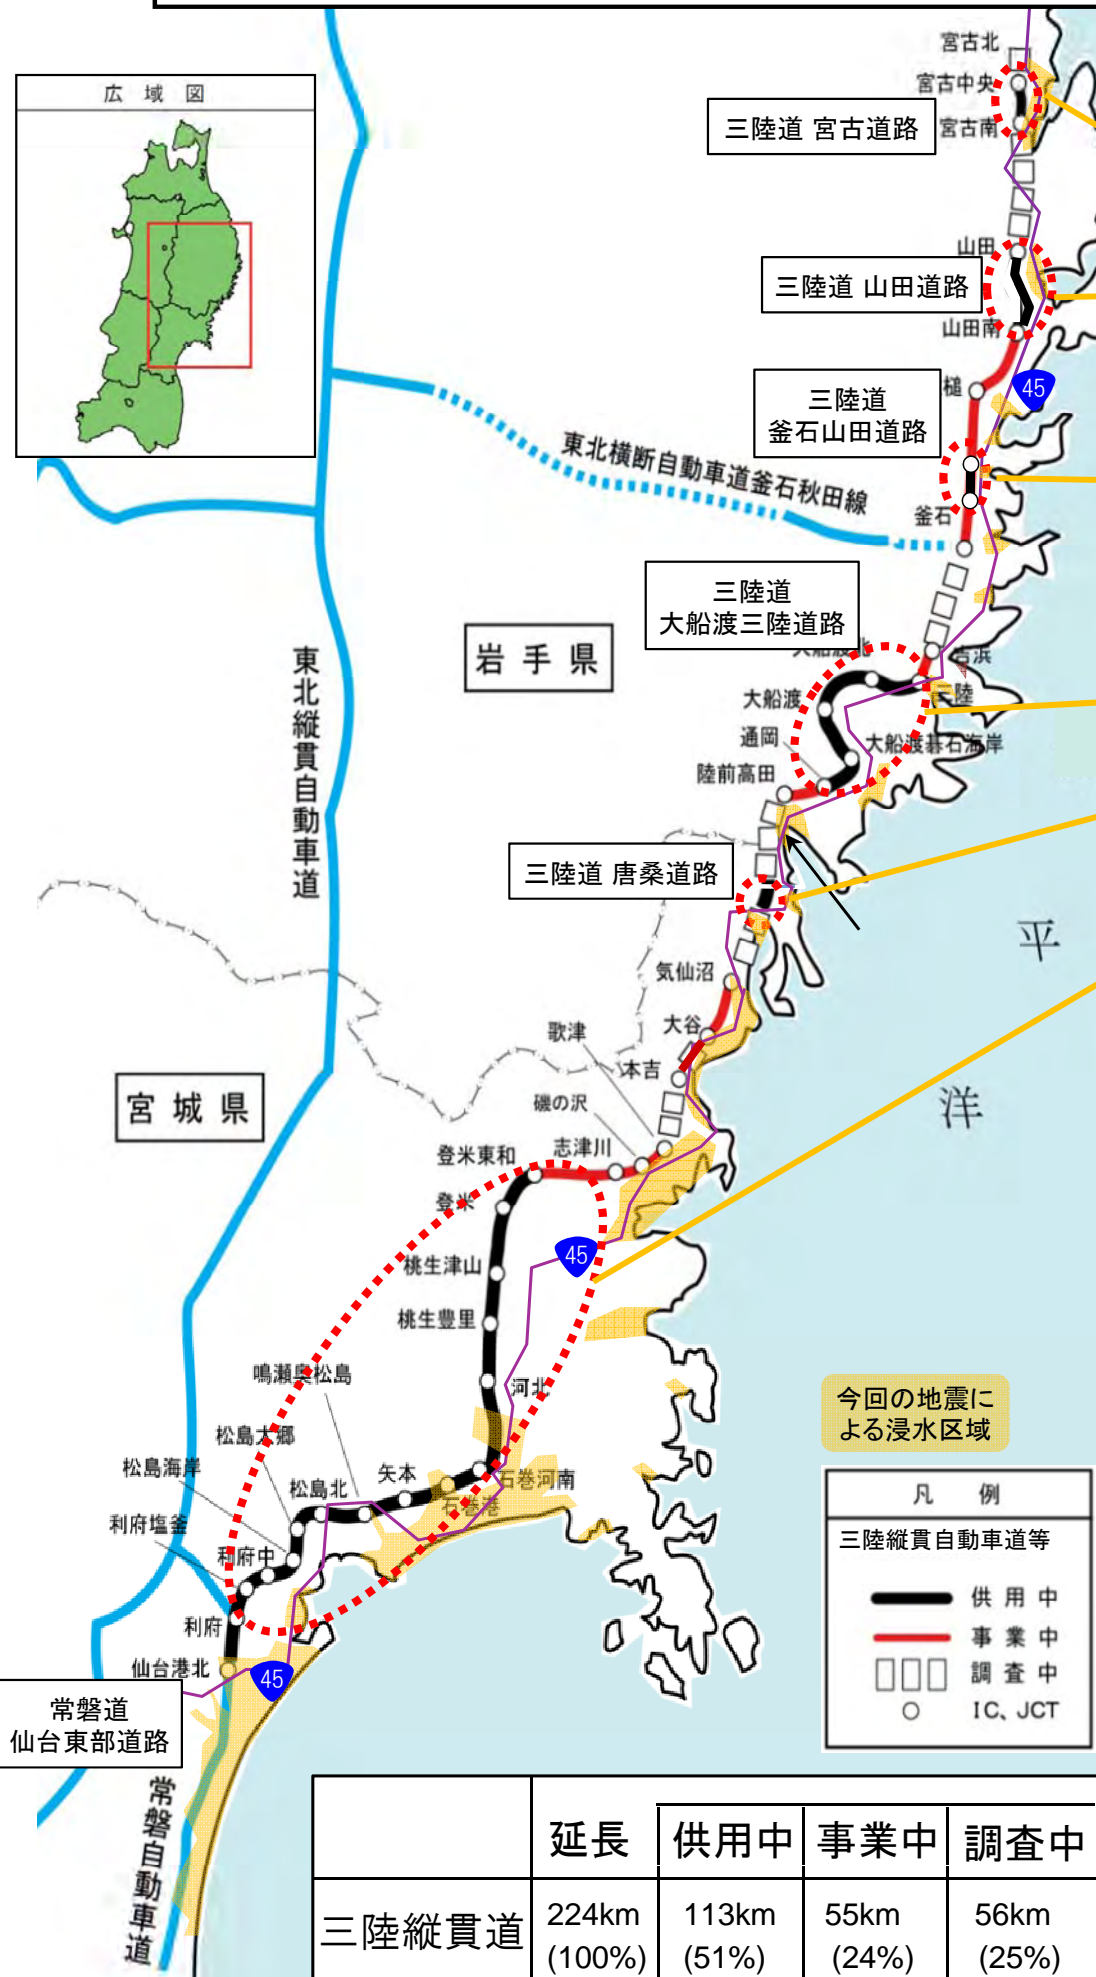 広域図
宮古北
宮古中央
三陸道 宮古道路
宮古南
山田
三陸道 山田道路
山田南
槌
45
三陸道
釜石山田道路
東北横断自動車道釜石秋田線
釜石
三陸道
大船渡三陸道路
大船渡北
吉浜
三陸
岩手県
大船渡
通岡
大船渡碁石海岸
陸前高田
東北縦貫自動車道
三陸道 唐桑道路
平
洋
気仙沼
大谷
歌津
本吉
宮城県
磯の沢
志津川
登米東和
登米
45
桃生津山
桃生豊里
鳴瀬奥松島
河北
松島大郷
松島海岸
松島北
矢本
石巻港
石巻河南
利府塩釜
利府中
利府
仙台港北
45
常磐道
仙台東部道路
常磐自動車道
今回の地震に
よる浸水区域
凡 例
三陸縦貫自動車道等
供用中
事業中
調査中
IC、JCT
延長 供用中 事業中 調査中
三陸縦貫道 224km 113km 55km 56km
(100%) (51%) (24%) (25%)